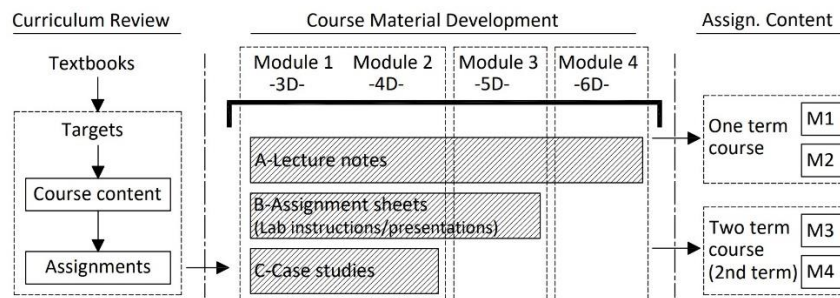 Curriculum Review
Course Material Development
Assign. Content
Textbooks
Targets
Course content
Assignments
Module 1
-3D-
Module 2
-4D-
Module 3
-5D-
Module 4
-6D-
A-Lecture notes
B-Assignment sheets
(Lab instructions/presentations)
C-Case studies
One term
course
M1
M2
Two term
course
(2nd term)
M3
M4